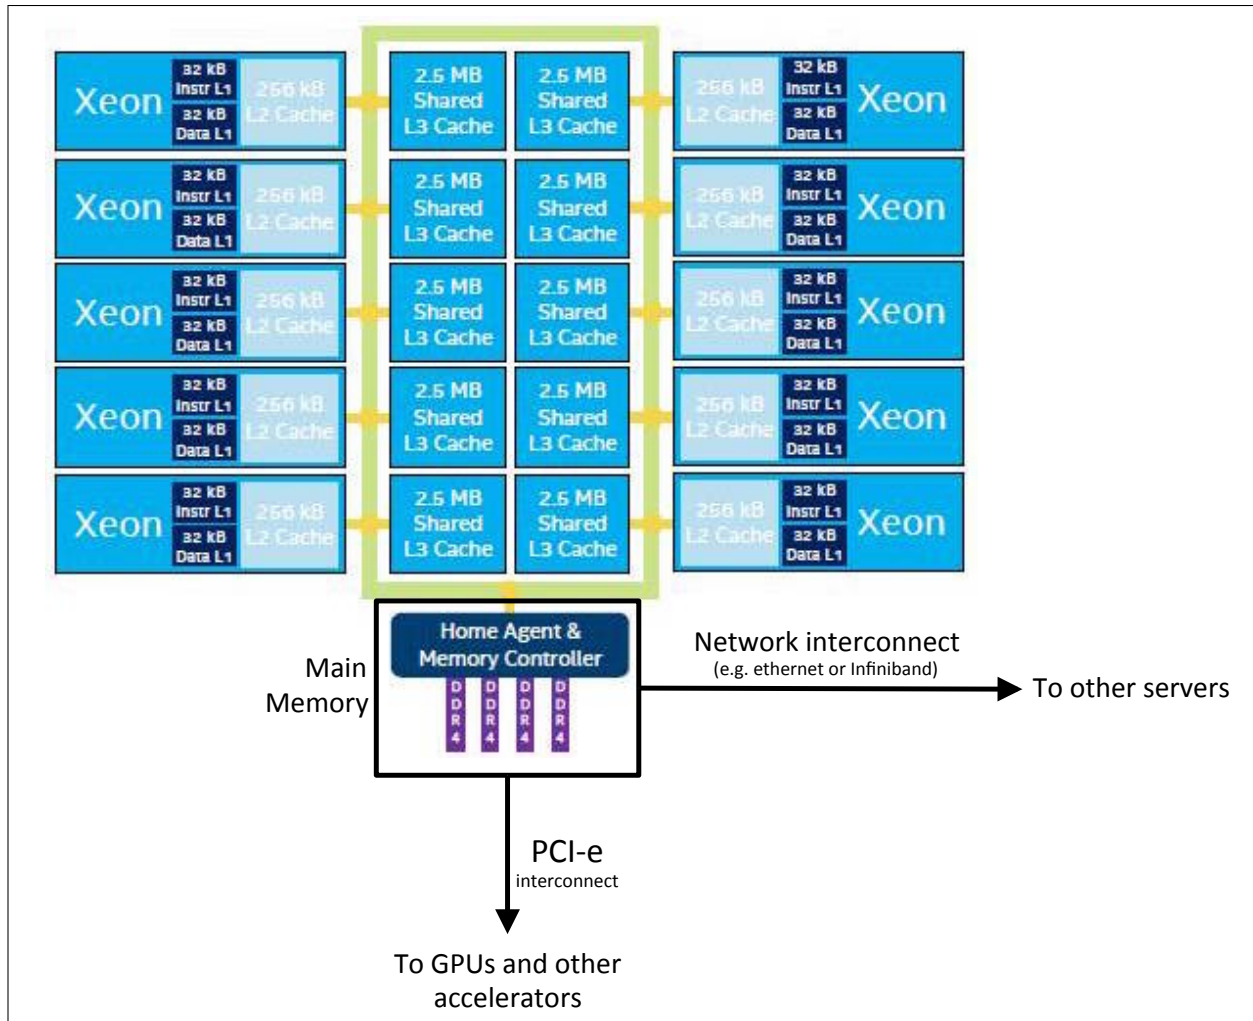 Xeon
32 kB
Instr L1
32 kB
Data L1
256 kB
L2 Cache
2.5 MB
Shared
L3 Cache
2.5 MB
Shared
L3 Cache
256 kB
L2 Cache
32 kB
Instr L1
32 kB
Data L1
Xeon
Xeon
32 kB
Instr L1
32 kB
Data L1
256 kB
L2 Cache
2.5 MB
Shared
L3 Cache
2.5 MB
Shared
L3 Cache
256 kB
L2 Cache
32 kB
Instr L1
32 kB
Data L1
Xeon
Xeon
32 kB
Instr L1
32 kB
Data L1
256 kB
L2 Cache
2.5 MB
Shared
L3 Cache
2.5 MB
Shared
L3 Cache
256 kB
L2 Cache
32 kB
Instr L1
32 kB
Data L1
Xeon
Xeon
32 kB
Instr L1
32 kB
Data L1
256 kB
L2 Cache
2.5 MB
Shared
L3 Cache
2.5 MB
Shared
L3 Cache
256 kB
L2 Cache
32 kB
Instr L1
32 kB
Data L1
Xeon
Xeon
32 kB
Instr L1
32 kB
Data L1
256 kB
L2 Cache
2.5 MB
Shared
L3 Cache
2.5 MB
Shared
L3 Cache
256 kB
L2 Cache
32 kB
Instr L1
32 kB
Data L1
Xeon
Main
Memory
Home Agent &
Memory Controller
DDR4
DDR4
DDR4
DDR4
Network interconnect
(e.g. ethernet or Infiniband)
To other servers
PCI-e
interconnect
To GPUs and other
accelerators